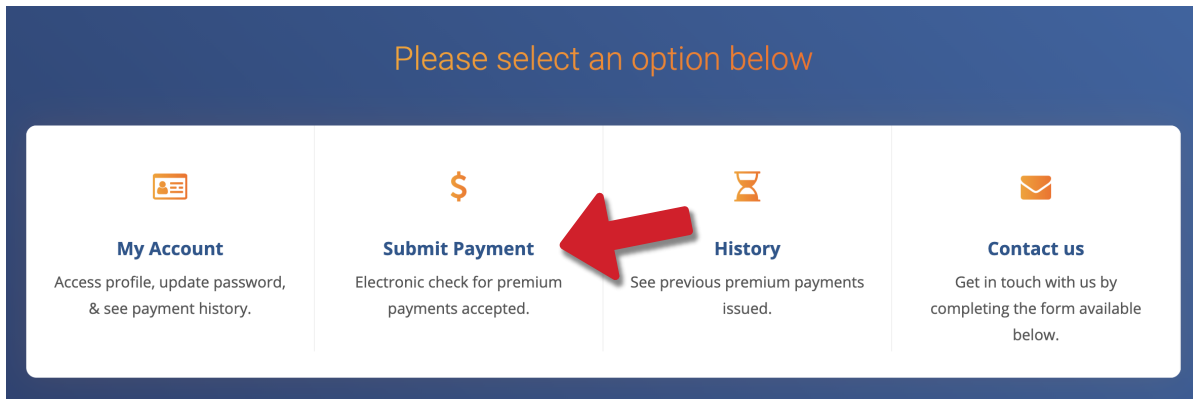 Please select an option below
My Account
Access profile, update password,
& see payment history.
Submit Payment
Electronic check for premium
payments accepted.
History
See previous premium payments
issued.
Contact us
Get in touch with us by
completing the form available
below.